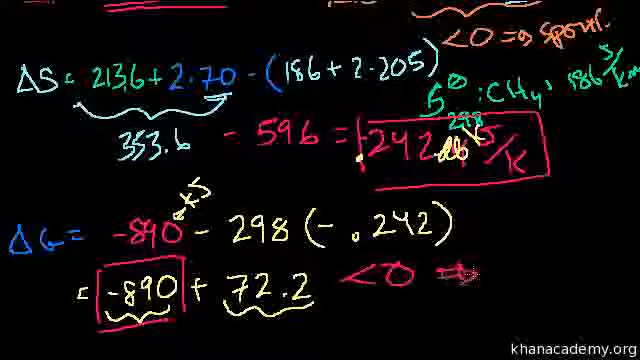 <0 ⇒ spont.
ΔS = 213.6 + 2.70 - (186 + 2.205)
S°298 : CH4 : 186 J/K
353.6 - 596 = -242 J/K
ΔG = -890 - 298 (-.242)
= -890 + 72.2 <0 ⇒
khanacademy.org